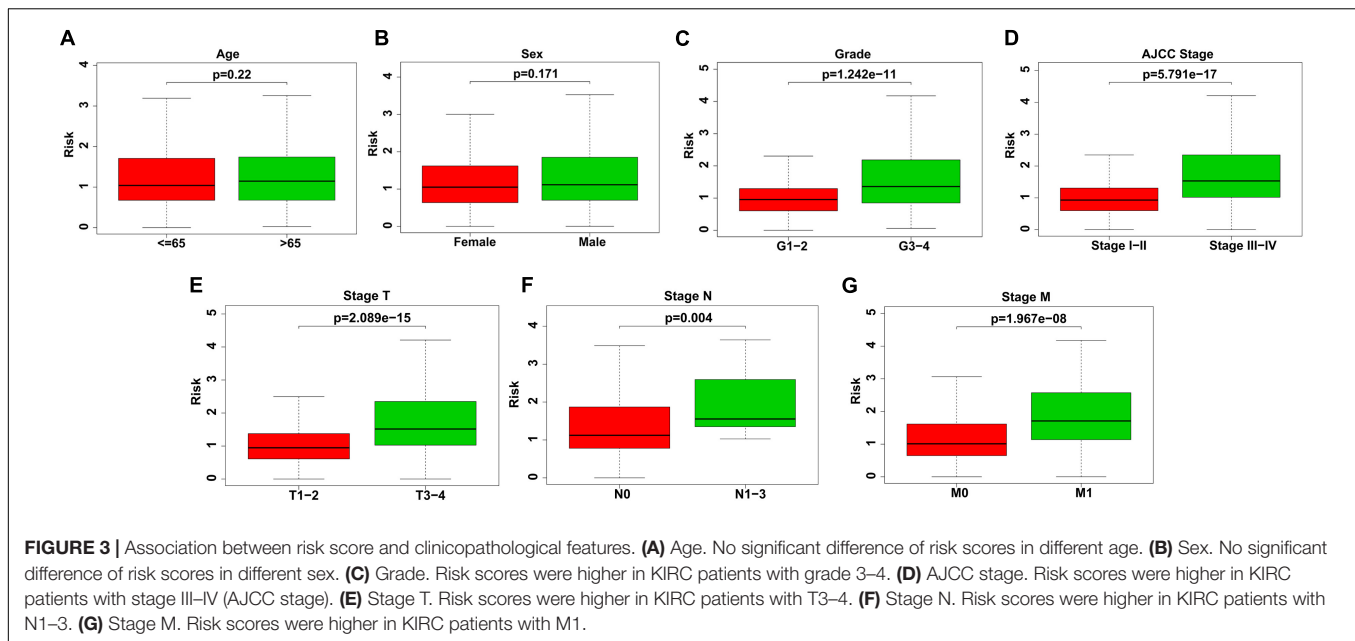 A
Age
p=0.22
Risk
4
3
2
1
0
<=65 >65
B
Sex
p=0.171
Risk
4
3
2
1
0
Female Male
C
Grade
p=1.242e−11
Risk
5
4
3
2
1
0
G1−2 G3−4
D
AJCC Stage
p=5.791e−17
Risk
5
4
3
2
1
0
Stage I−II Stage III−IV
E
Stage T
p=2.089e−15
Risk
5
4
3
2
1
0
T1−2 T3−4
F
Stage N
p=0.004
Risk
4
3
2
1
0
N0 N1−3
G
Stage M
p=1.967e−08
Risk
5
4
3
2
1
0
M0 M1
FIGURE 3 | Association between risk score and clinicopathological features. (A) Age. No significant difference of risk scores in different age. (B) Sex. No significant
difference of risk scores in different sex. (C) Grade. Risk scores were higher in KIRC patients with grade 3–4. (D) AJCC stage. Risk scores were higher in KIRC
patients with stage III–IV (AJCC stage). (E) Stage T. Risk scores were higher in KIRC patients with T3–4. (F) Stage N. Risk scores were higher in KIRC patients with
N1–3. (G) Stage M. Risk scores were higher in KIRC patients with M1.